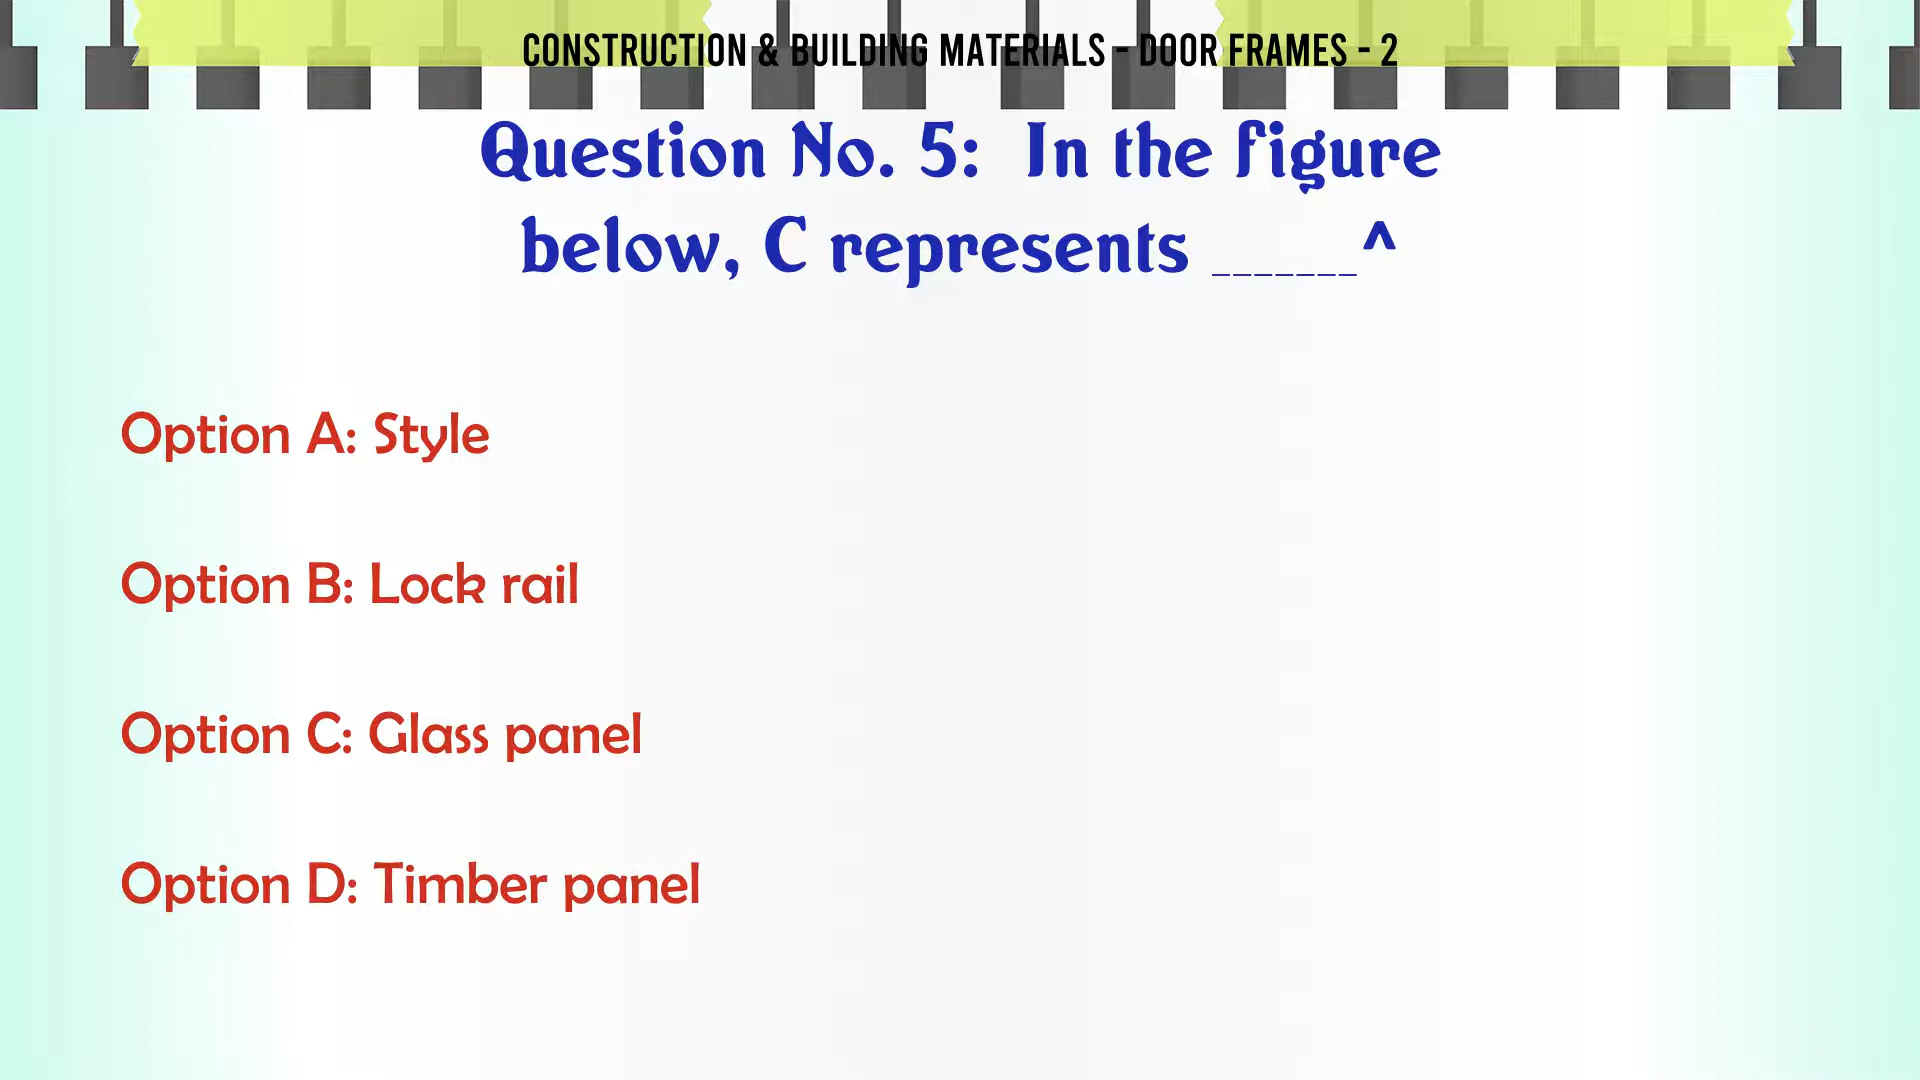 CONSTRUCTION & BUILDING MATERIALS - DOOR FRAMES - 2
Question No. 5: In the figure
below, C represents _______^
Option A: Style
Option B: Lock rail
Option C: Glass panel
Option D: Timber panel